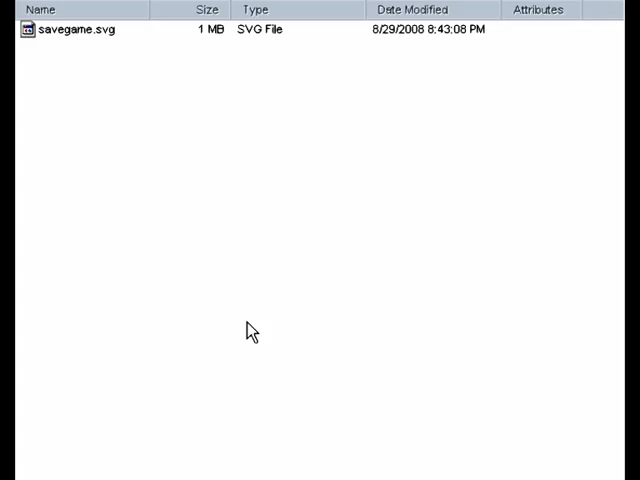 Name Size Type Date Modified Attributes
savegame.svg 1 MB SVG File 8/29/2008 8:43:08 PM